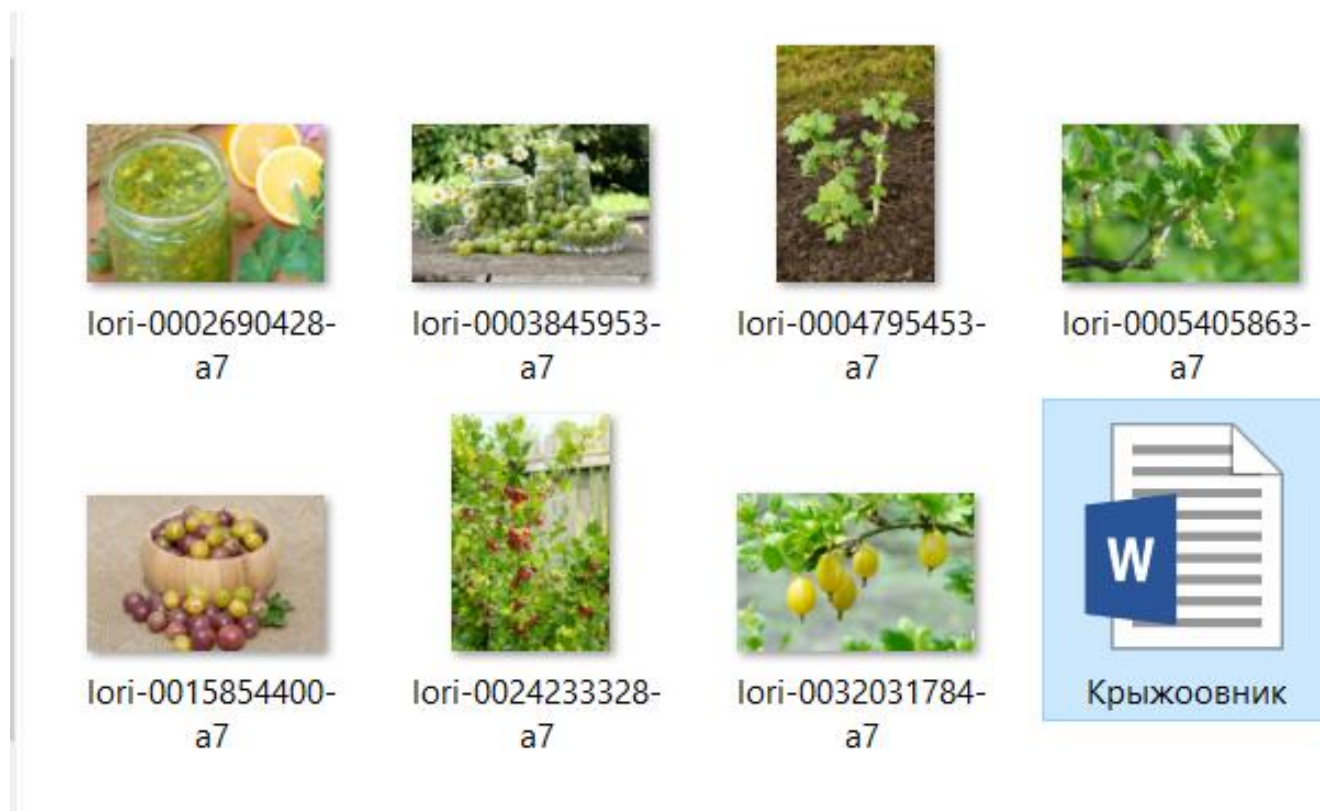 lori-0002690428-
a7
lori-0003845953-
a7
lori-0004795453-
a7
lori-0005405863-
a7
W
lori-0015854400-
a7
lori-0024233328-
a7
lori-0032031784-
a7
Крыжоовник